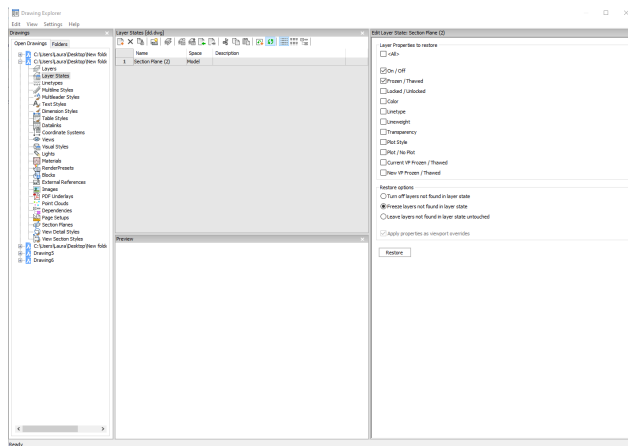 Drawing Explorer
Edit View Settings Help
Drawings
Open Drawings Folders
C:\Users\Laura\Desktop\New folde
C:\Users\Laura\Desktop\New folde
Layers
Layer States
Linetypes
Multiline Styles
Multileader Styles
Text Styles
Dimension Styles
Table Styles
Datalinks
Coordinate Systems
Views
Visual Styles
Lights
Materials
RenderPresets
Blocks
External References
Images
PDF Underlays
Point Clouds
Dependencies
Page Setups
Section Planes
View Detail Styles
View Section Styles
C:\Users\Laura\Desktop\New folde
Drawing5
Drawing6
Ready
Layer States [dd.dwg]
Name Space Description
1 Section Plane (2) Model
Preview
Edit Layer State: Section Plane (2)
Layer Properties to restore
<All>
On / Off
Frozen / Thawed
Locked / Unlocked
Color
Linetype
Lineweight
Transparency
Plot Style
Plot / No Plot
Current VP Frozen / Thawed
New VP Frozen / Thawed
Restore options
Turn off layers not found in layer state
Freeze layers not found in layer state
Leave layers not found in layer state untouched
Apply properties as viewport overrides
Restore